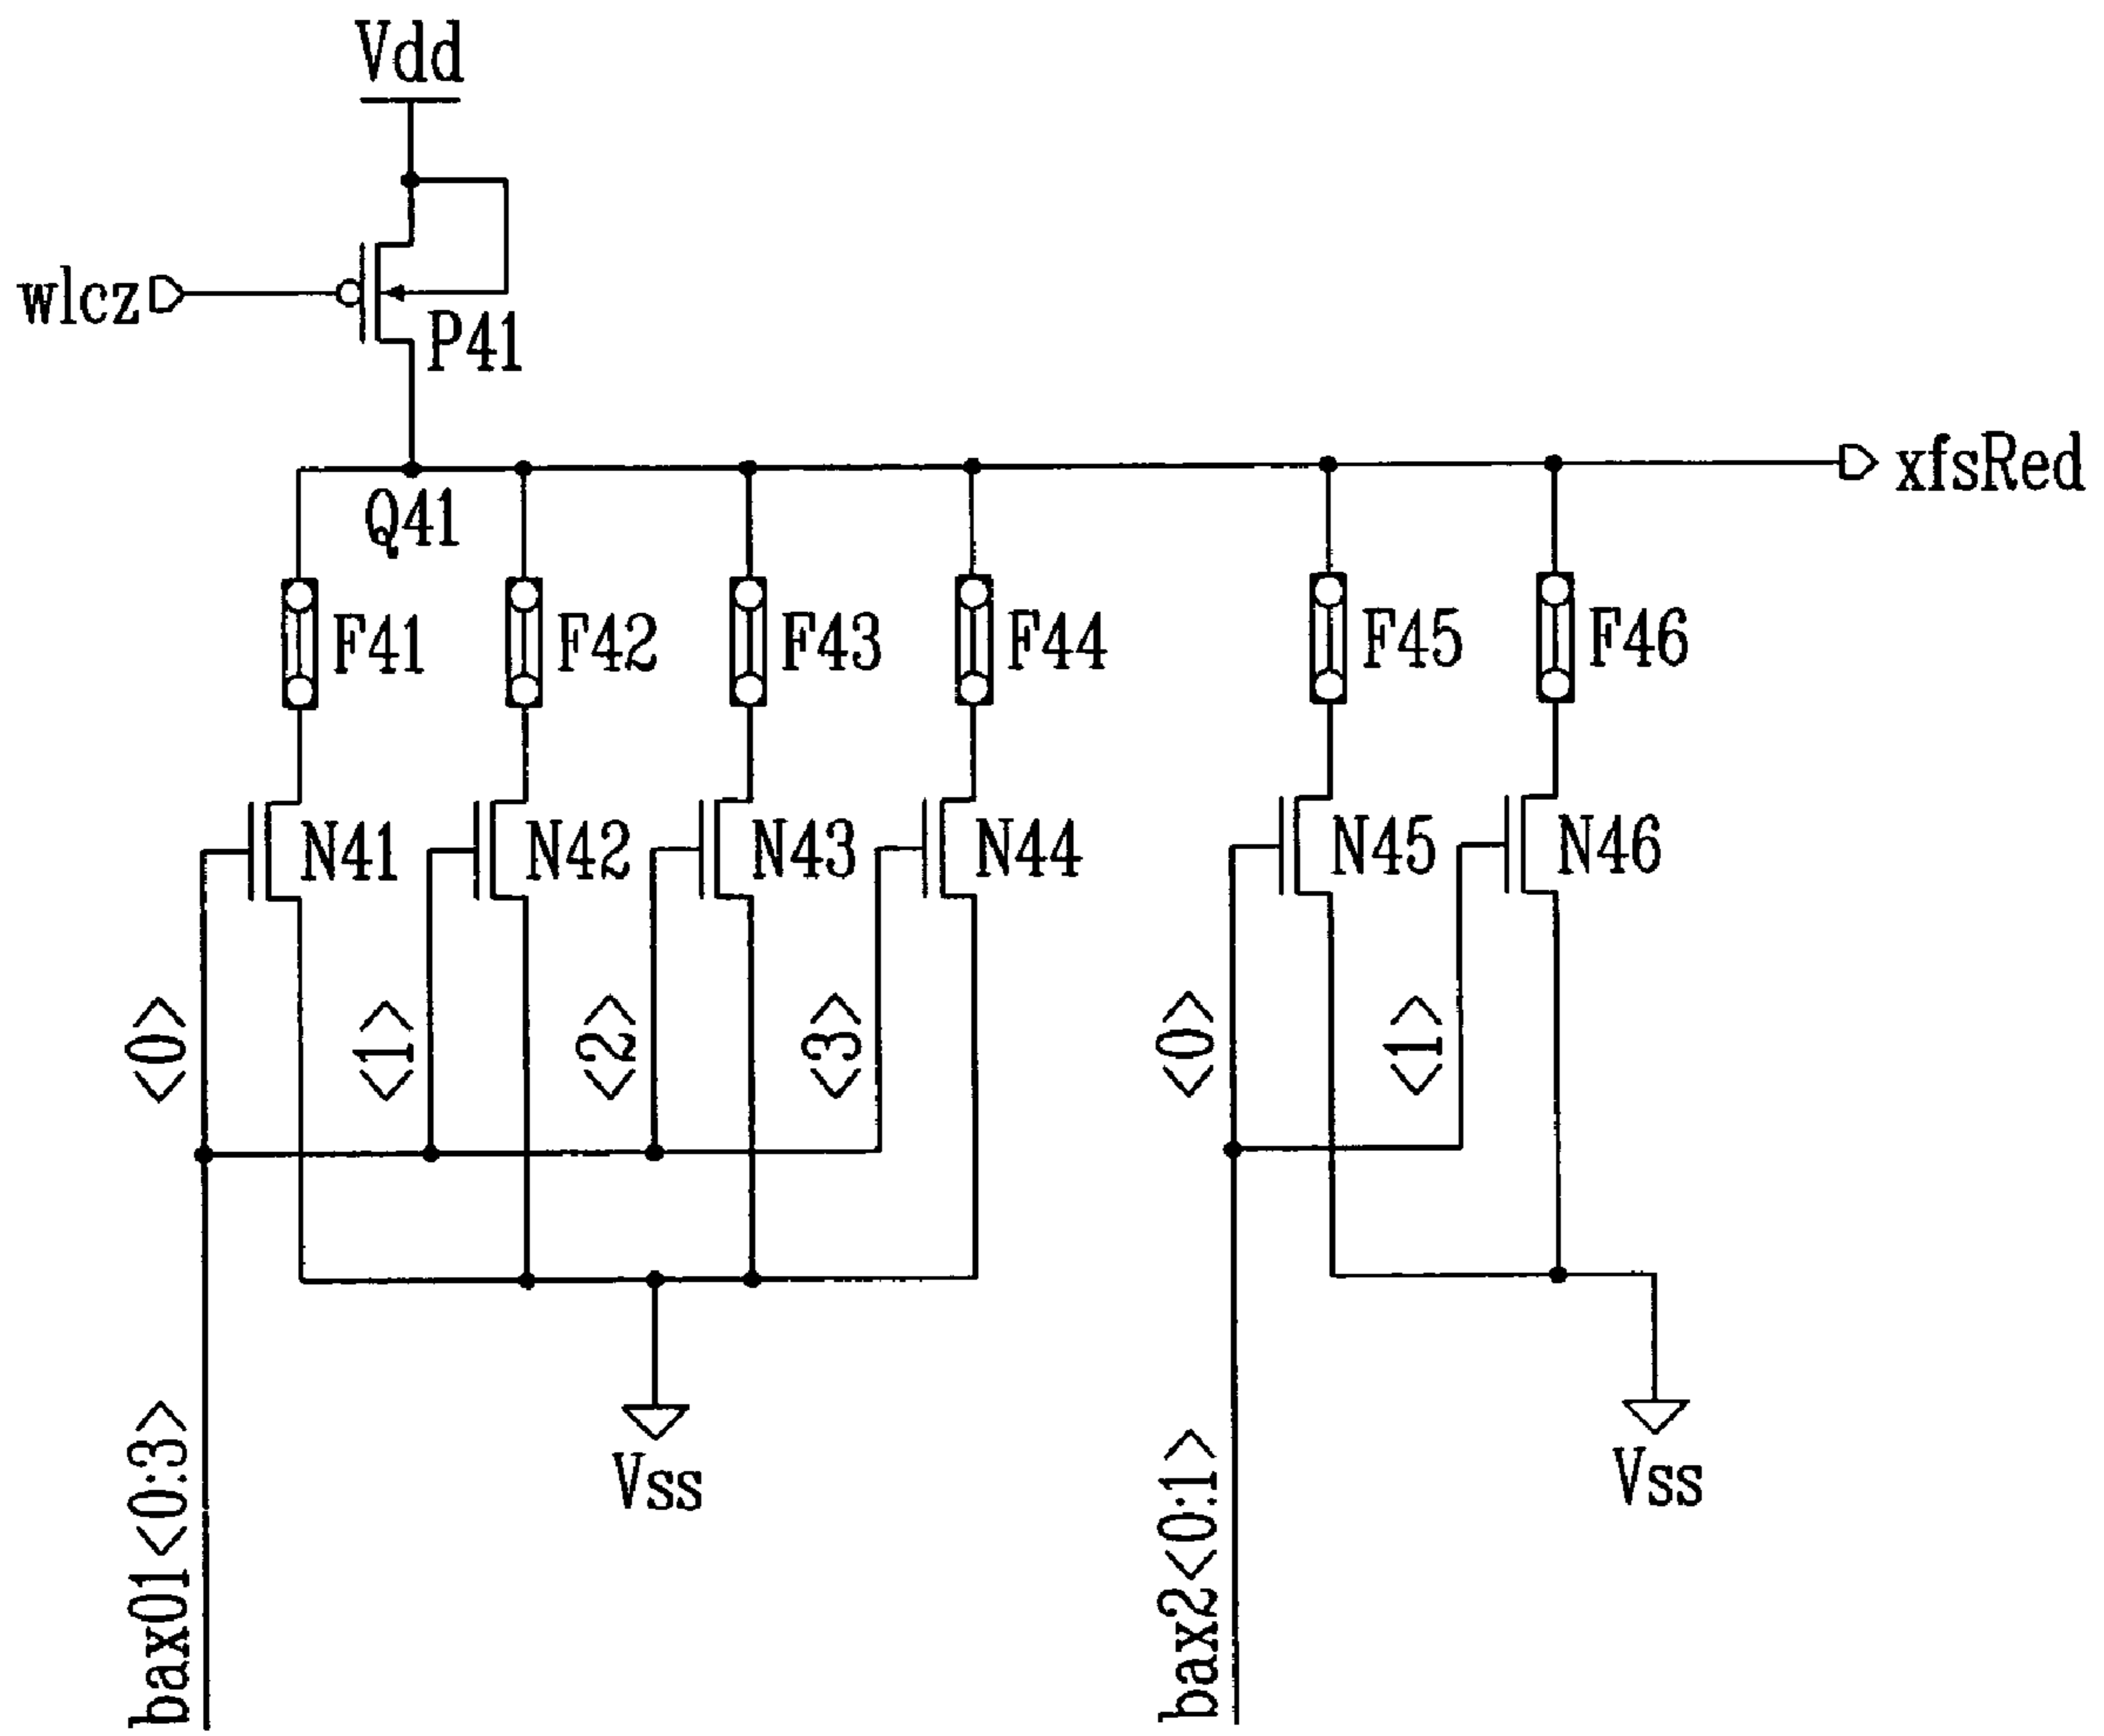 Vdd
wlcz
P41
xfsRed
Q41
F41
F42
F43
F44
F45
F46
N41
N42
N43
N44
N45
N46
<0>
<1>
<2>
<3>
<0>
<1>
Vss
Vss
bax01<0:3>
bax2<0:1>